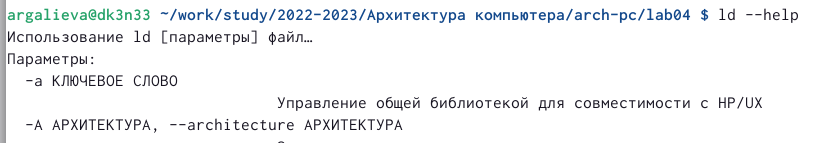 argalieva@dk3n33 ~/work/study/2022-2023/Архитектура компьютера/arch-pc/lab04 $ ld --help
Использование ld [параметры] файл…
Параметры:
-a КЛЮЧЕВОЕ СЛОВО
Управление общей библиотекой для совместимости с HP/UX
-A АРХИТЕКТУРА, --architecture АРХИТЕКТУРА